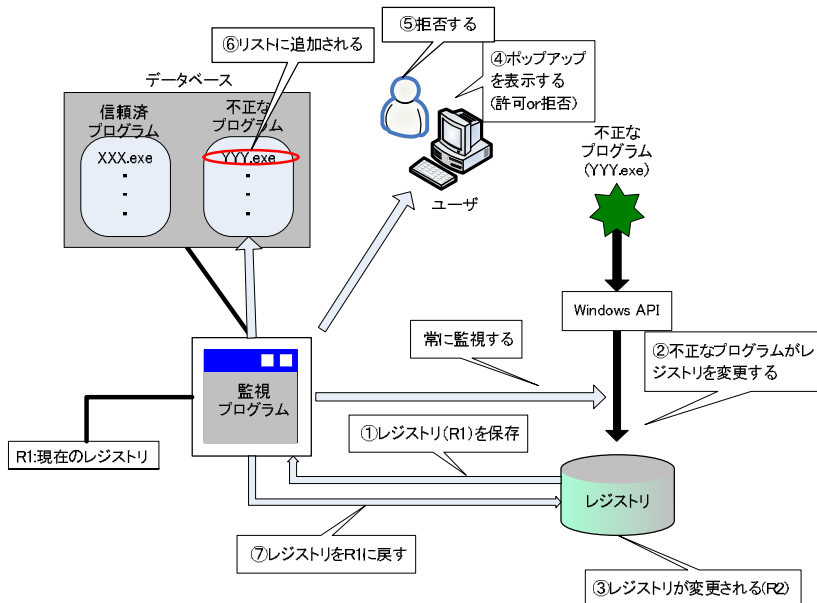 ⑤拒否する
⑥リストに追加される
④ポップアップ
を表示する
(許可or拒否)
データベース
信頼済
プログラム
不正な
プログラム
XXX.exe
YYY.exe
ユーザ
不正な
プログラム
(YYY.exe)
Windows API
常に監視する
②不正なプログラムがレ
ジストリを変更する
監視
プログラム
①レジストリ(R1)を保存
R1:現在のレジストリ
レジストリ
⑦レジストリをR1に戻す
③レジストリが変更される(R2)